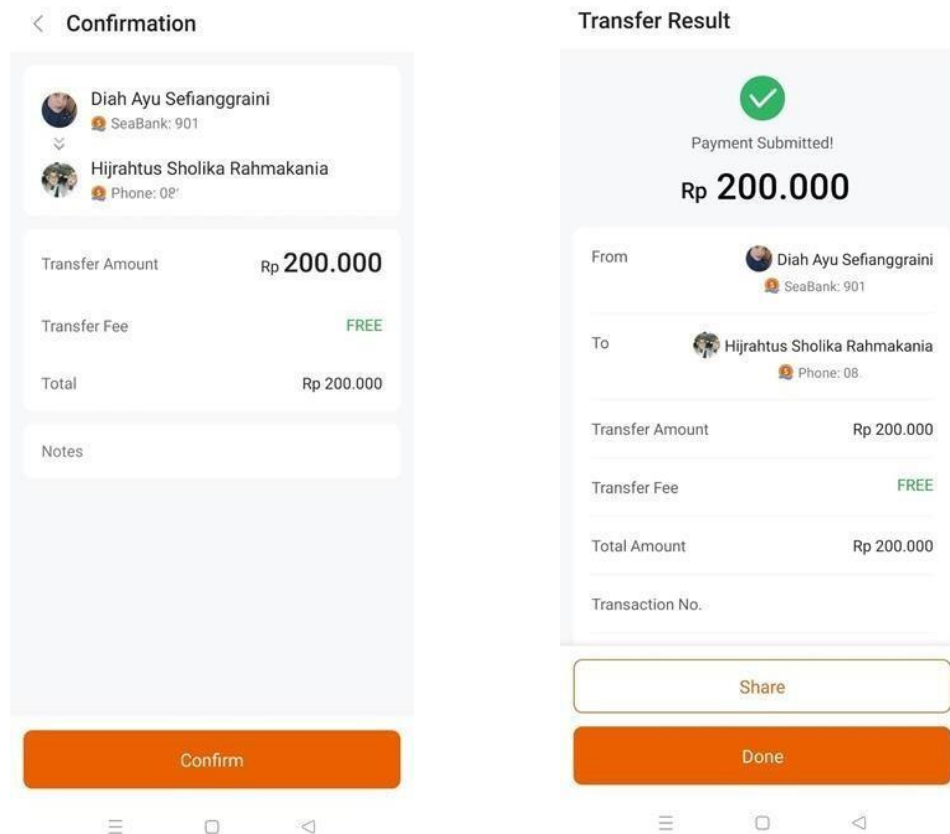 Confirmation
Diah Ayu Sefianggraini
SeaBank: 901
Hijrahtus Sholika Rahmakania
Phone: 08
Transfer Amount Rp 200.000
Transfer Fee FREE
Total Rp 200.000
Notes
Confirm
Transfer Result
Payment Submitted!
Rp 200.000
From Diah Ayu Sefianggraini
SeaBank: 901
To Hijrahtus Sholika Rahmakania
Phone: 08
Transfer Amount Rp 200.000
Transfer Fee FREE
Total Amount Rp 200.000
Transaction No.
Share
Done